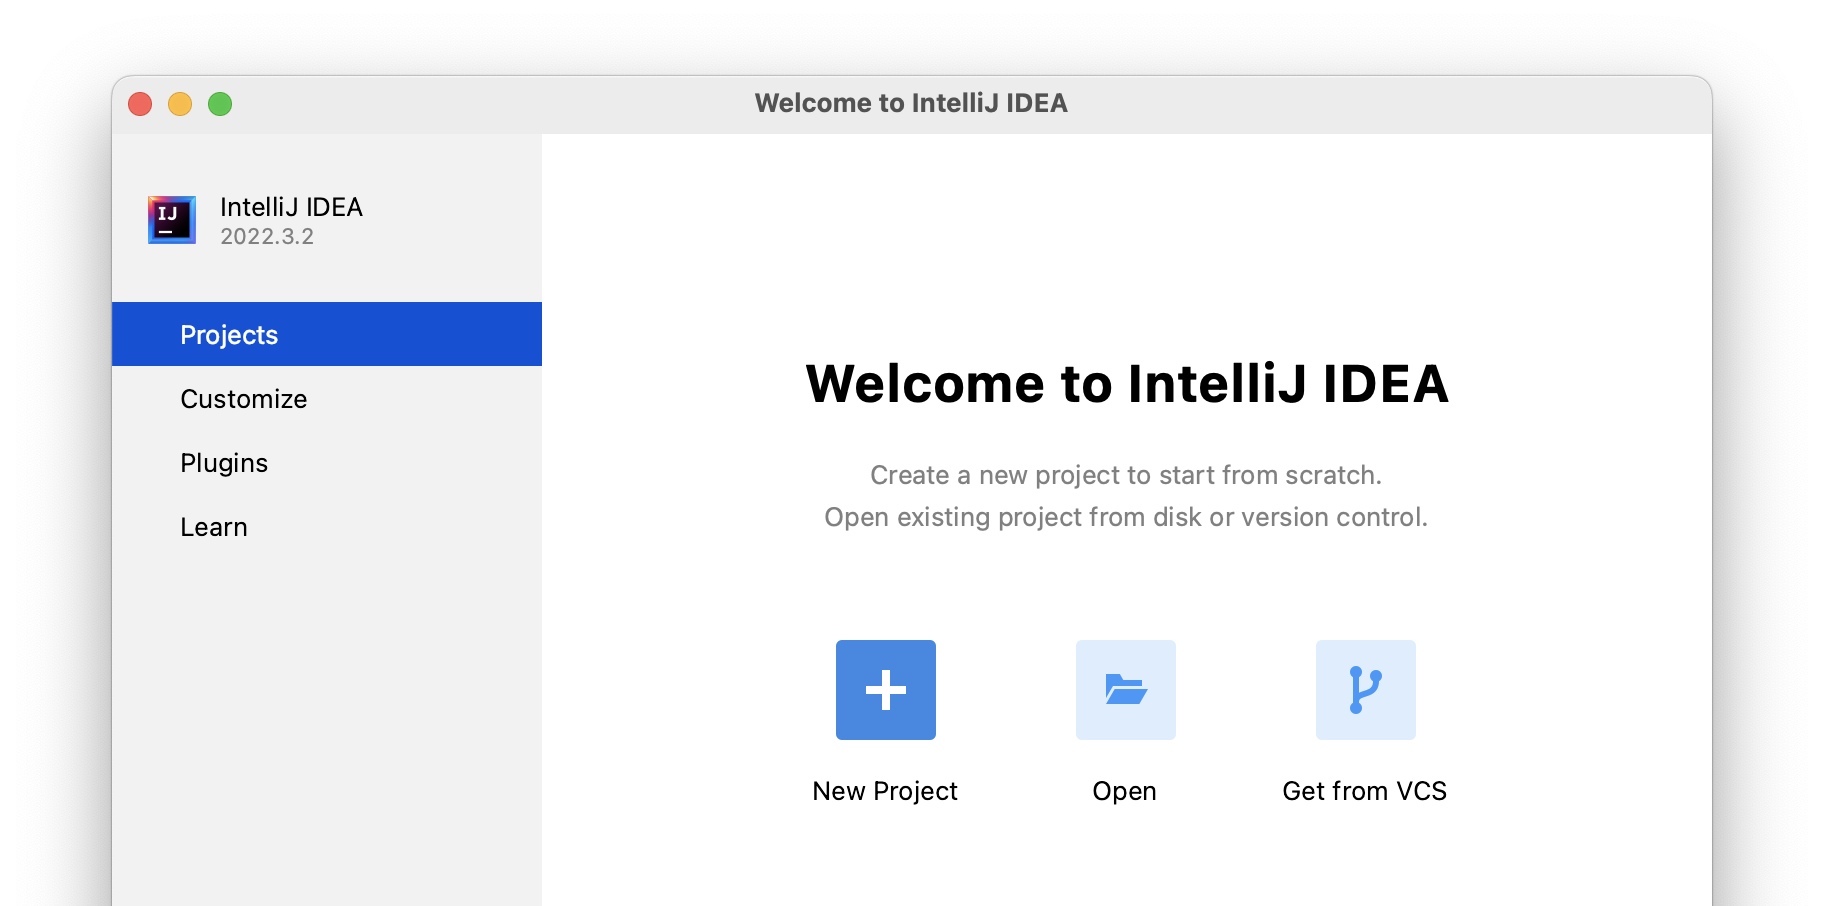 Welcome to IntelliJ IDEA
IJ
IntelliJ IDEA
2022.3.2
Projects
Customize
Plugins
Learn
Welcome to IntelliJ IDEA
Create a new project to start from scratch.
Open existing project from disk or version control.
New Project
Open
Get from VCS